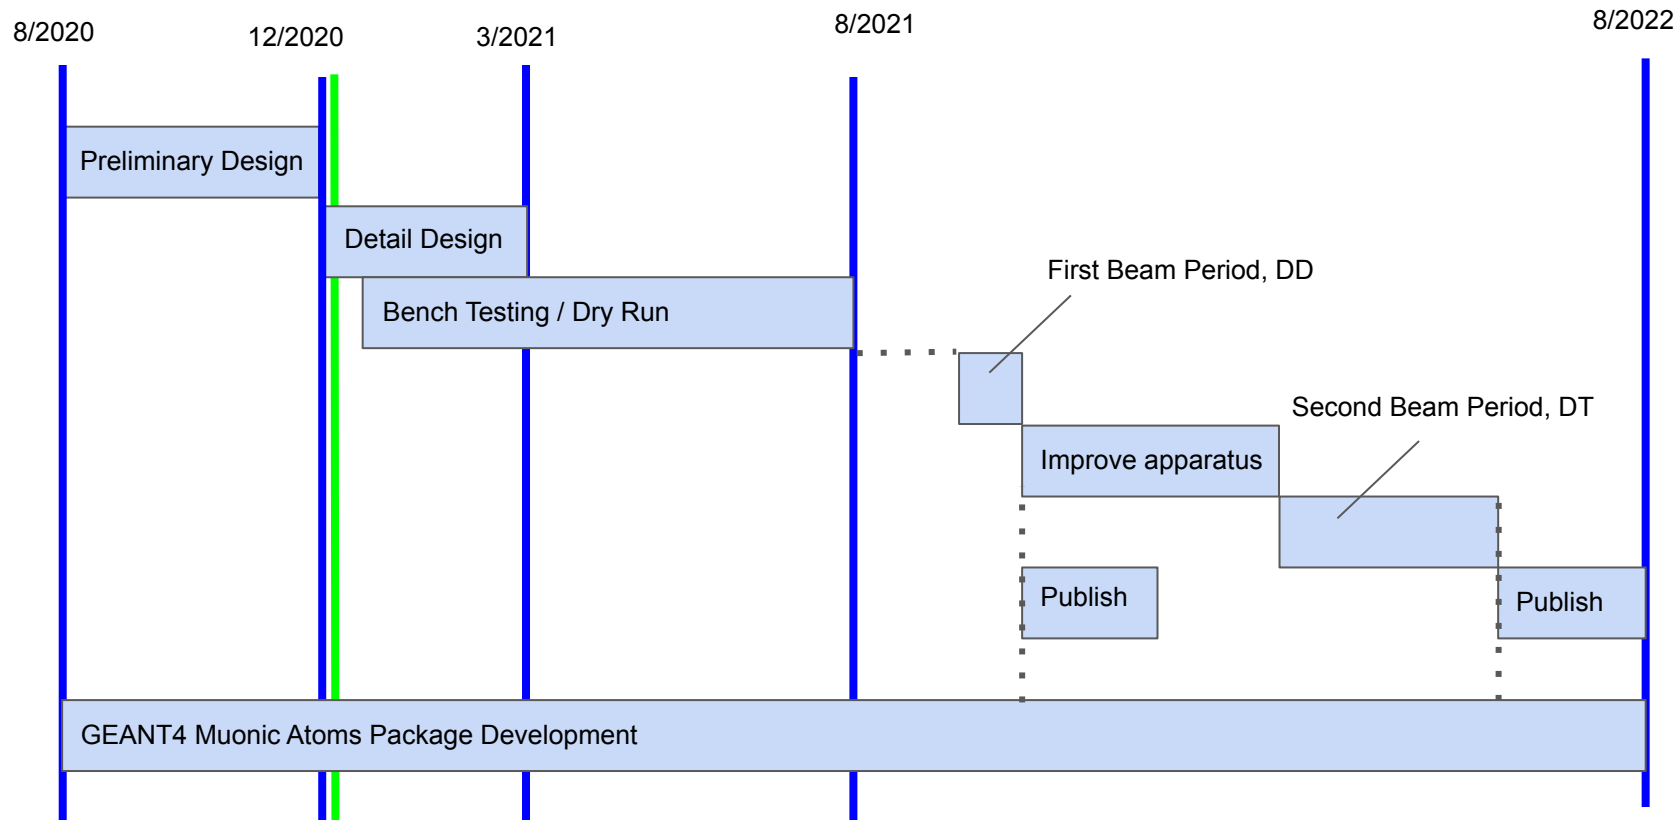 8/2020
12/2020
3/2021
8/2021
8/2022
Preliminary Design
Detail Design
Bench Testing / Dry Run
First Beam Period, DD
Improve apparatus
Second Beam Period, DT
Publish
Publish
GEANT4 Muonic Atoms Package Development